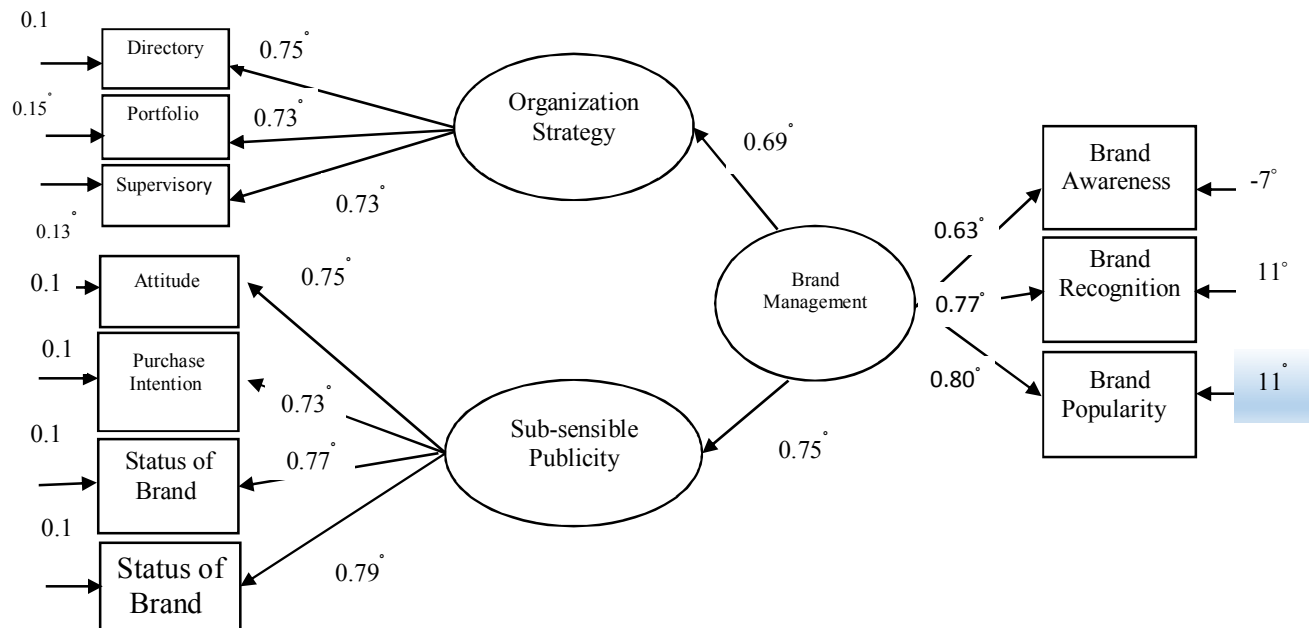 0.1
Directory
0.75°
0.15°
Portfolio
0.73°
Supervisory
0.73°
0.13°
Organization
Strategy
0.69°
0.1
Attitude
0.75°
0.1
Purchase
Intention
0.73°
0.1
Status of
Brand
0.77°
0.1
Status of
Brand
0.79°
Sub-sensible
Publicity
0.75°
Brand
Management
0.63°
0.77°
0.80°
Brand
Awareness
-7°
Brand
Recognition
11°
Brand
Popularity
11°